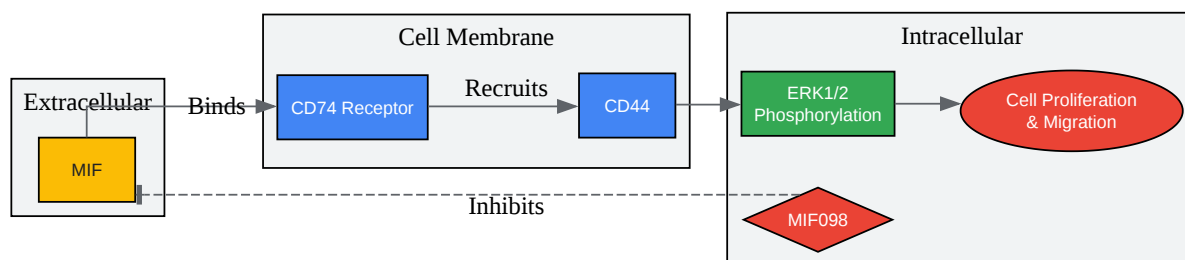 Extracellular
MIF
Binds
Cell Membrane
CD74 Receptor
Recruits
CD44
Intracellular
ERK1/2
Phosphorylation
Cell Proliferation
& Migration
Inhibits
MIF098